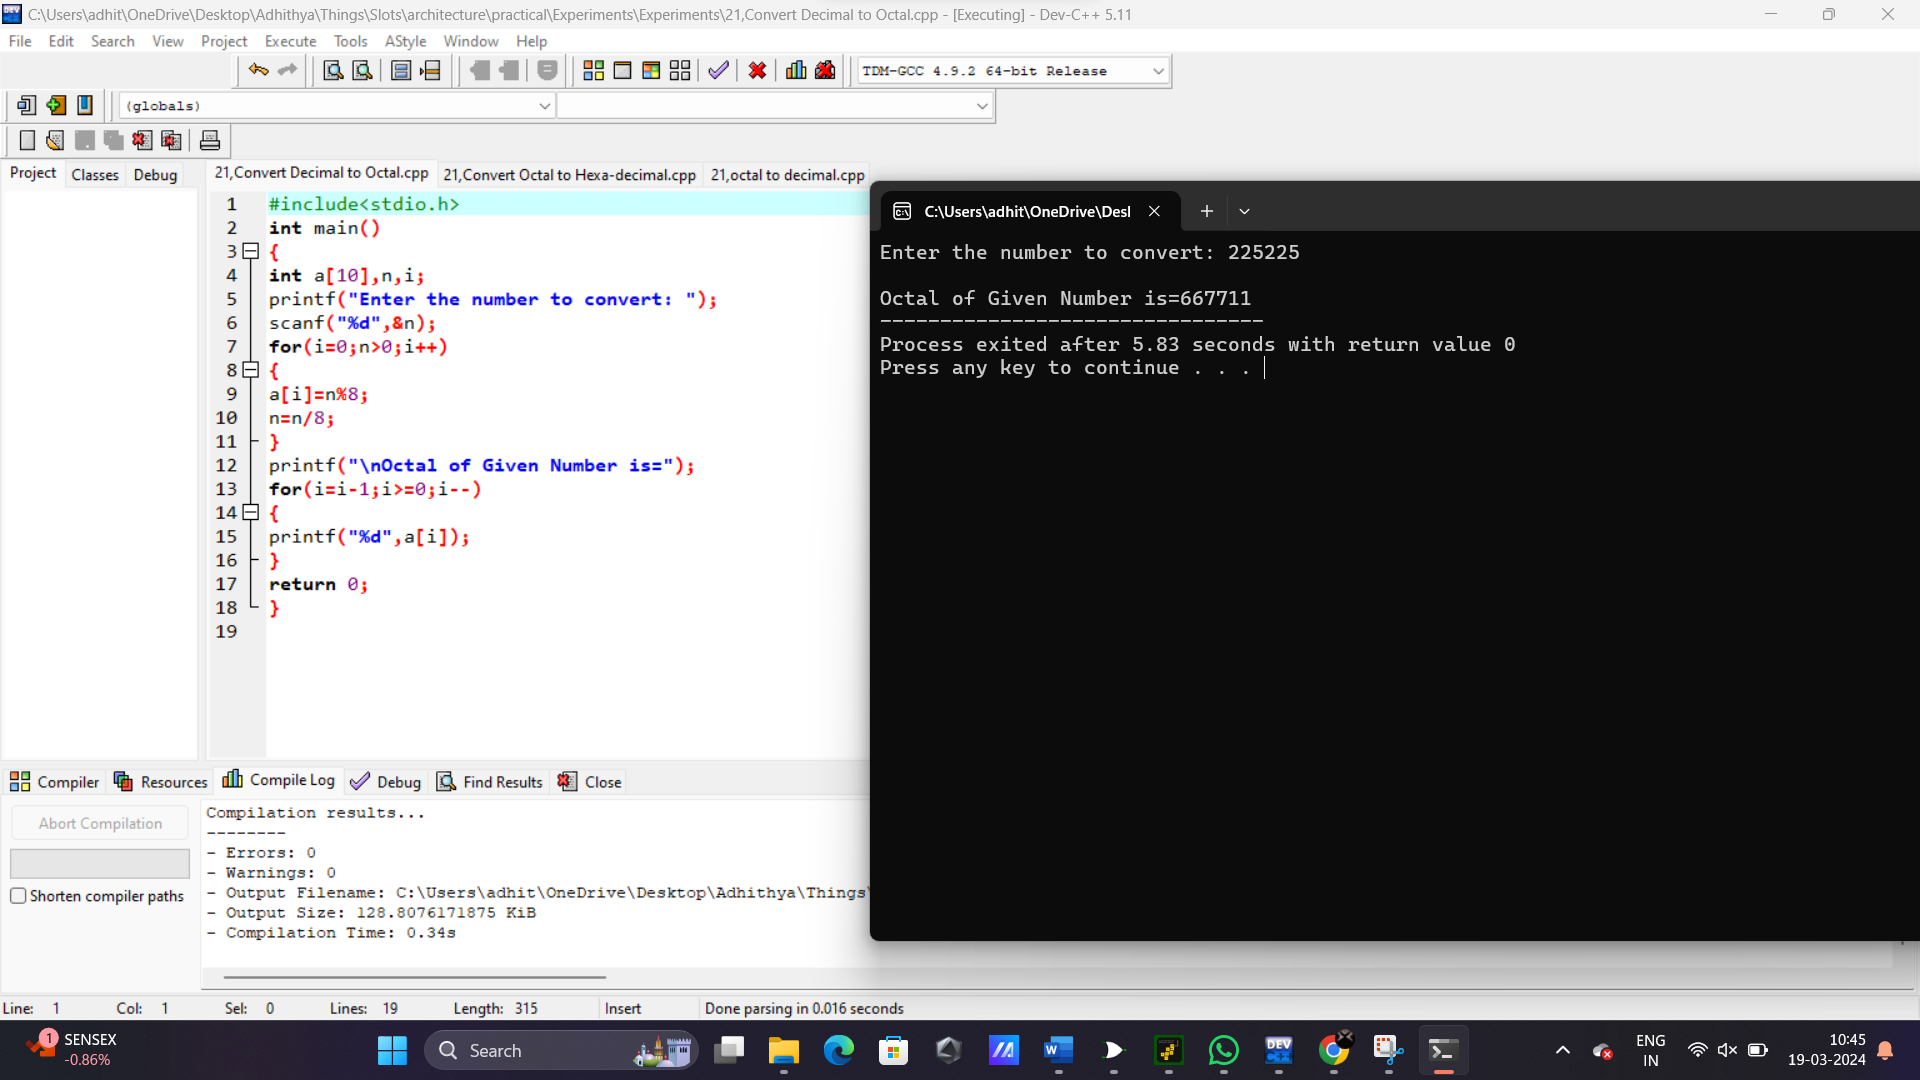 C:\Users\adhit\OneDrive\Desktop\Adhithya\Things\Slots\architecture\practical\Experiments\Experiments\21,Convert Decimal to Octal.cpp - [Executing] - Dev-C++ 5.11
File Edit Search View Project Execute Tools AStyle Window Help
TDM-GCC 4.9.2 64-bit Release
(globals)
Project Classes Debug
21,Convert Decimal to Octal.cpp 21,Convert Octal to Hexa-decimal.cpp 21,octal to decimal.cpp
1 #include<stdio.h>
2 int main()
3 {
4 int a[10],n,i;
5 printf("Enter the number to convert: ");
6 scanf("%d",&n);
7 for(i=0;n>0;i++)
8 {
9 a[i]=n%8;
10 n=n/8;
11 }
12 printf("\nOctal of Given Number is=");
13 for(i=i-1;i>=0;i--)
14 {
15 printf("%d",a[i]);
16 }
17 return 0;
18 }
19
C:\Users\adhit\OneDrive\Desl
Enter the number to convert: 225225
Octal of Given Number is=667711
--------------------------------
Process exited after 5.83 seconds with return value 0
Press any key to continue . . .
Compiler Resources Compile Log Debug Find Results Close
Abort Compilation
Shorten compiler paths
Compilation results...
--------
- Errors: 0
- Warnings: 0
- Output Filename: C:\Users\adhit\OneDrive\Desktop\Adhithya\Things\
- Output Size: 128.8076171875 KiB
- Compilation Time: 0.34s
Line: 1 Col: 1 Sel: 0 Lines: 19 Length: 315 Insert Done parsing in 0.016 seconds
1
SENSEX
-0.86%
Search
DEV
ENG
IN
10:45
19-03-2024